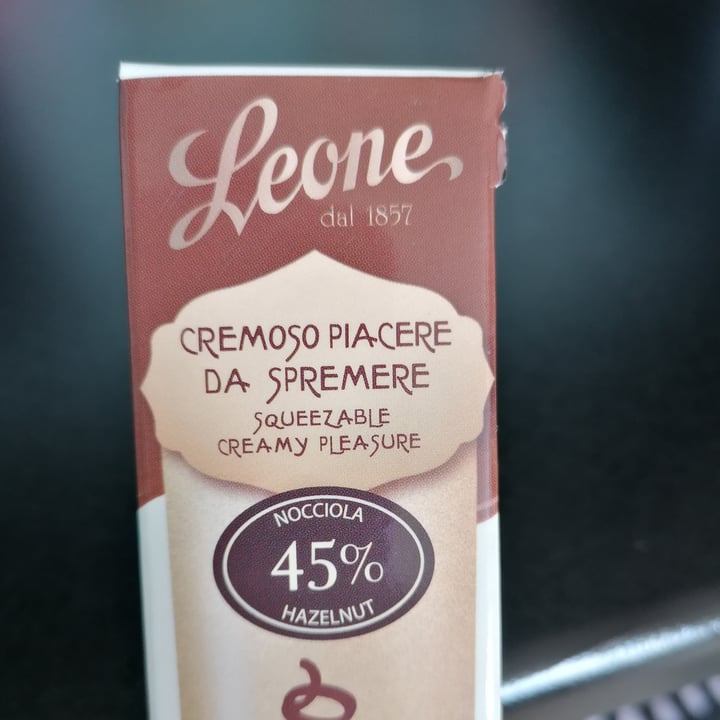 Leone
dal 1857
CREMOSO PIACERE
DA SPREMERE
SQUEEZABLE
CREAMY PLEASURE
NOCCIOLA
45%
HAZELNUT